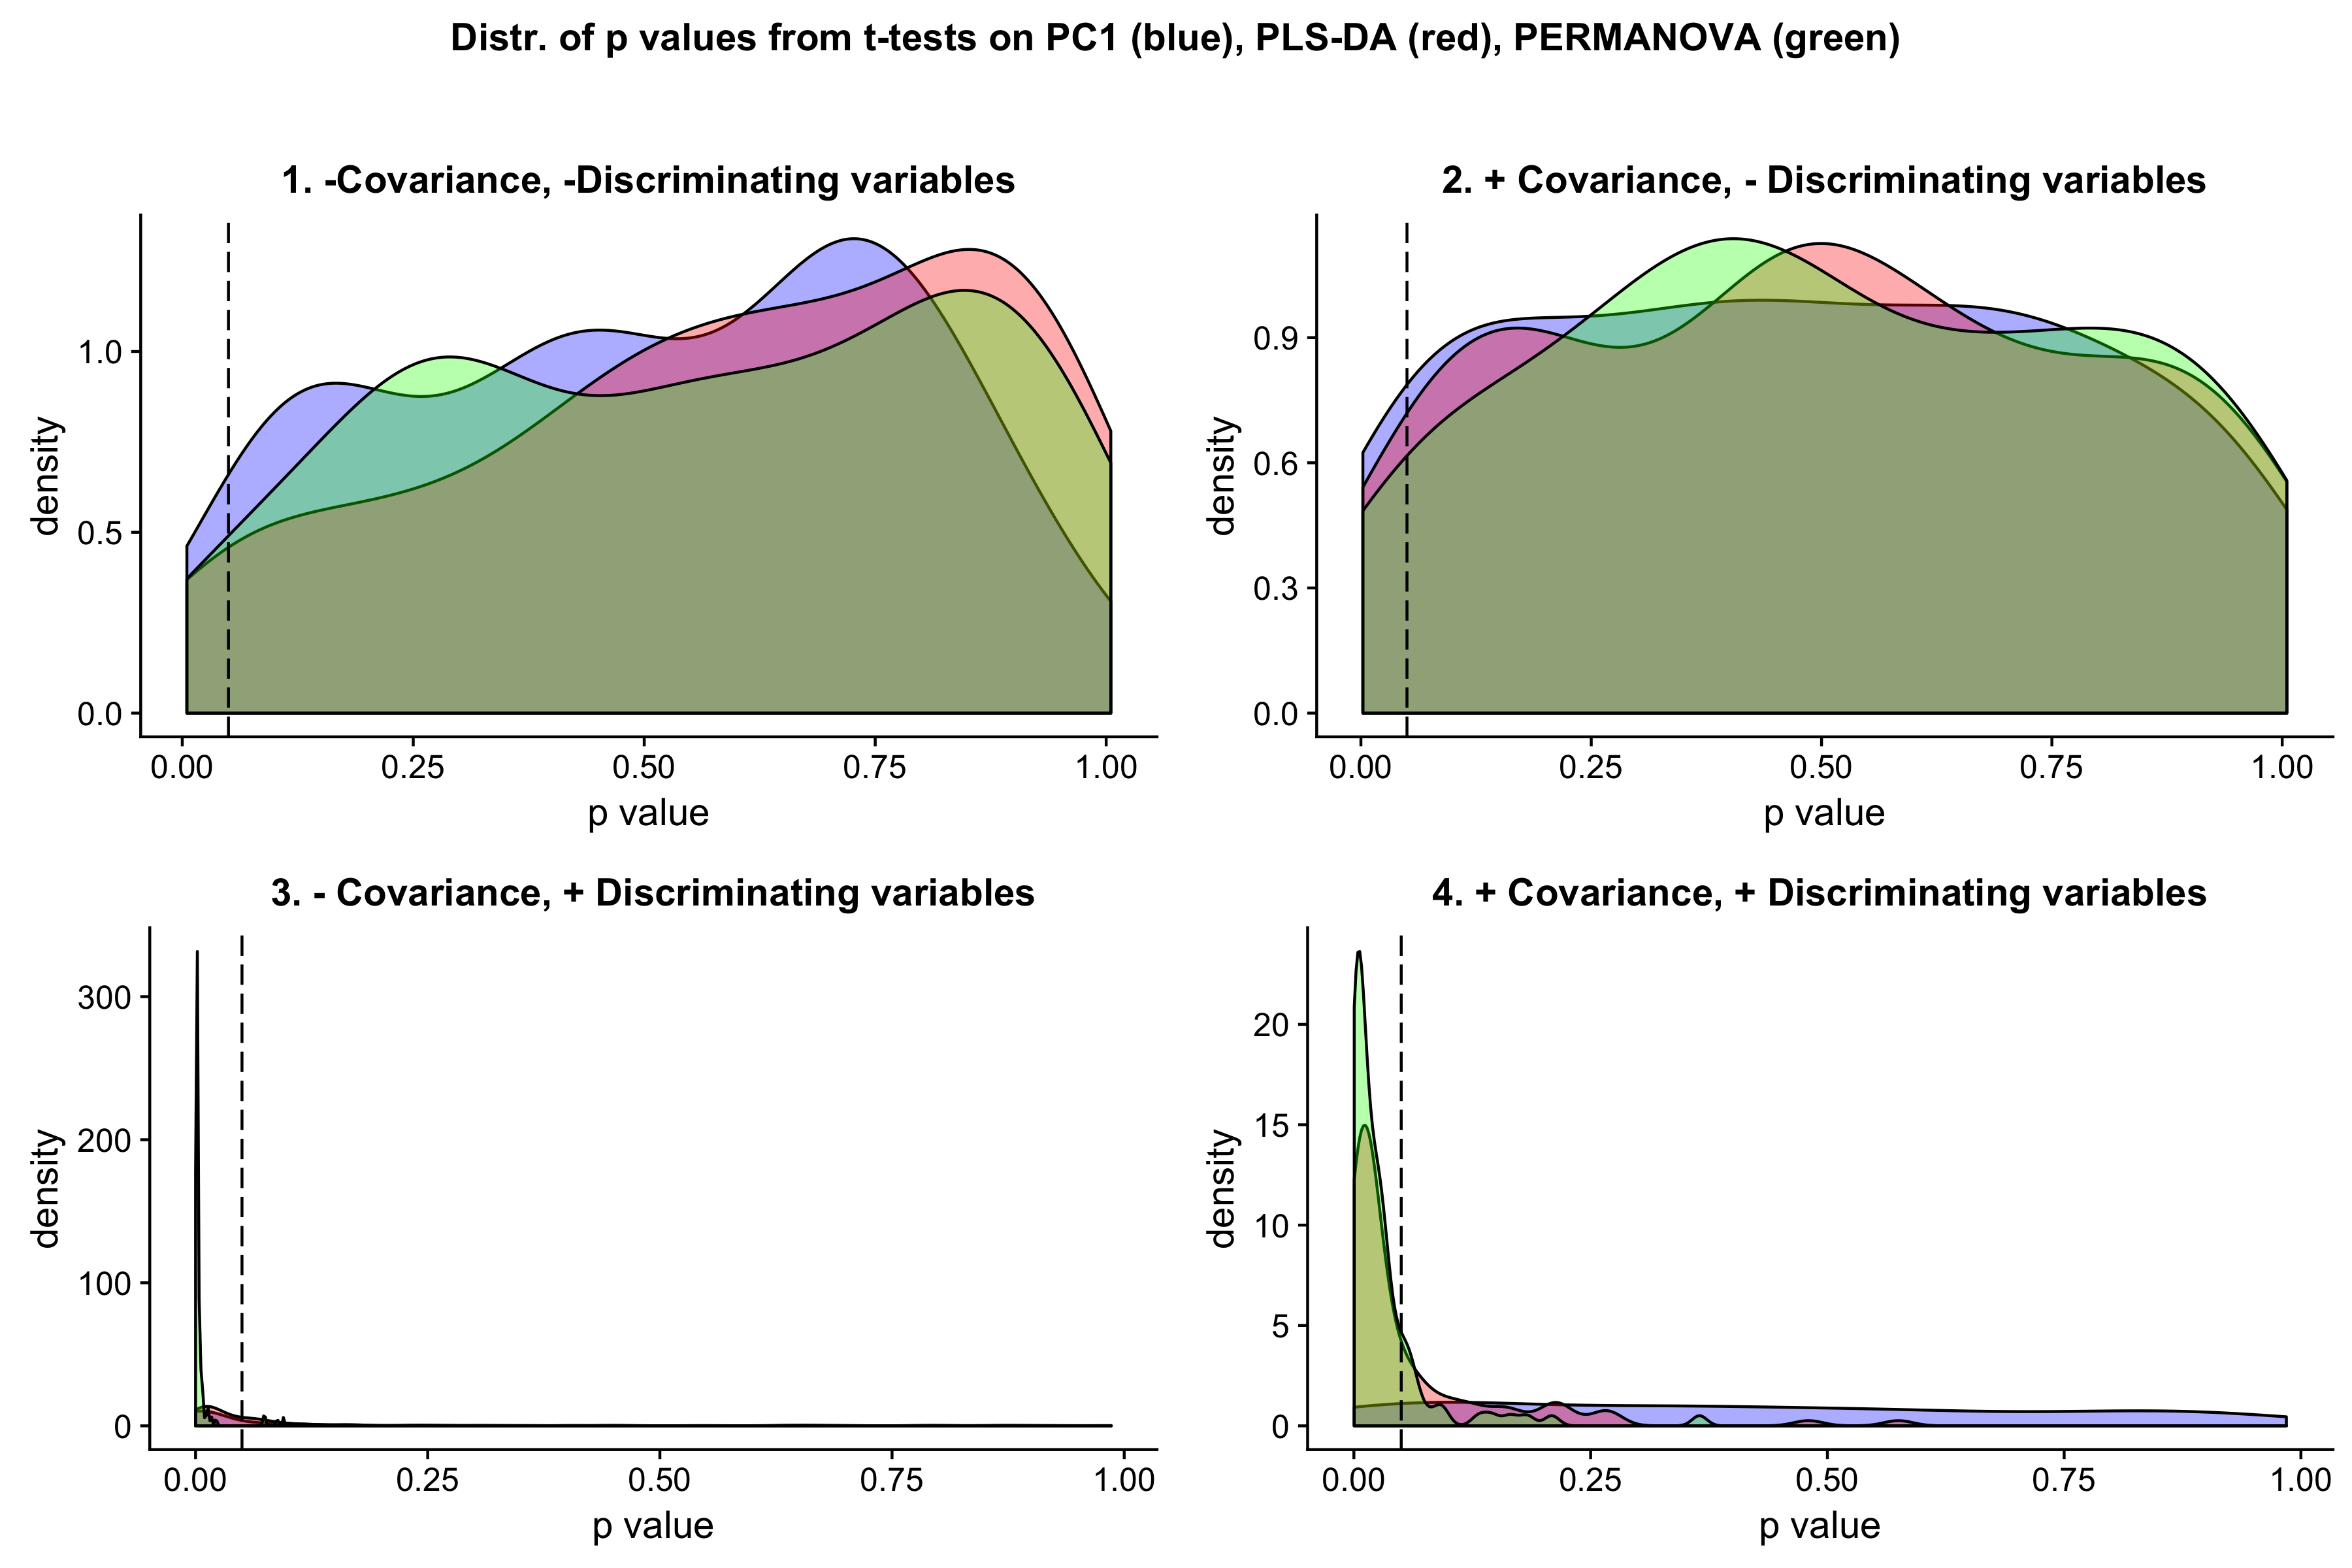 Distr. of p values from t-tests on PC1 (blue), PLS-DA (red), PERMANOVA (green)
1. -Covariance, -Discriminating variables
density
1.0
0.5
0.0
0.00 0.25 0.50 0.75 1.00
p value
2. + Covariance, - Discriminating variables
density
0.9
0.6
0.3
0.0
0.00 0.25 0.50 0.75 1.00
p value
3. - Covariance, + Discriminating variables
density
300
200
100
0
0.00 0.25 0.50 0.75 1.00
p value
4. + Covariance, + Discriminating variables
density
20
15
10
5
0
0.00 0.25 0.50 0.75 1.00
p value